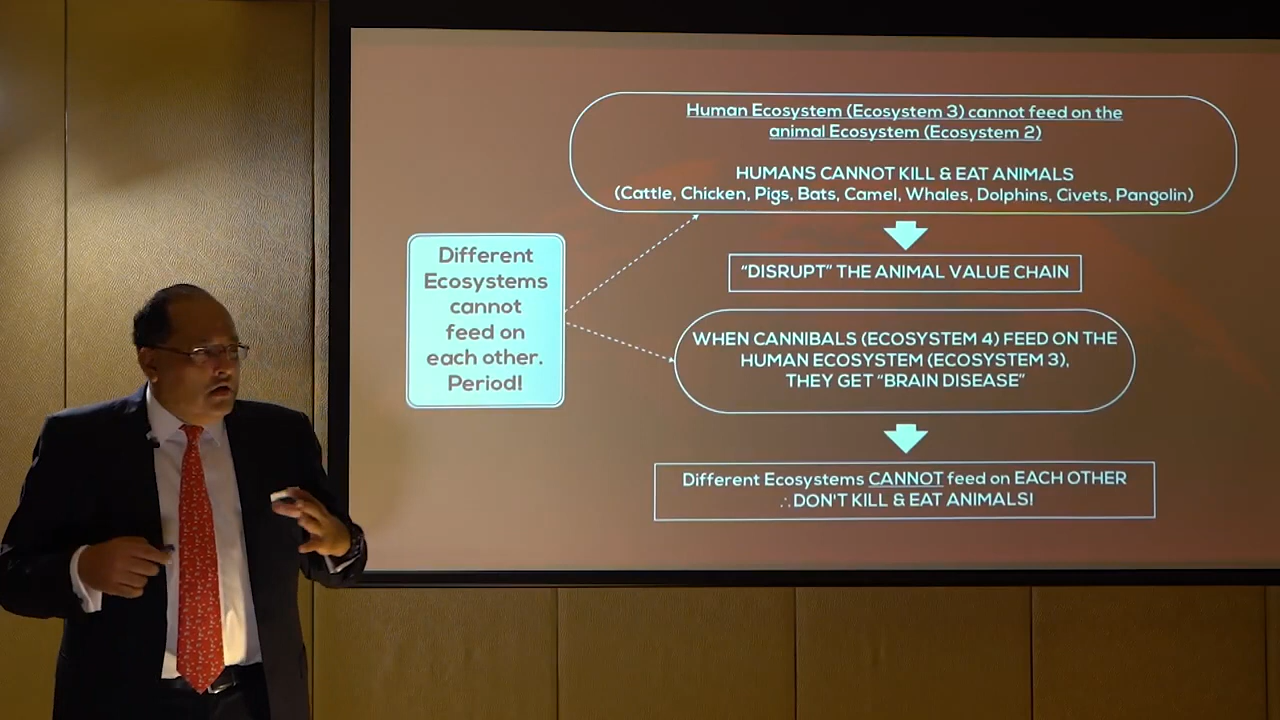 Human Ecosystem (Ecosystem 3) cannot feed on the
animal Ecosystem (Ecosystem 2)
HUMANS CANNOT KILL & EAT ANIMALS
(Cattle, Chicken, Pigs, Bats, Camel, Whales, Dolphins, Civets, Pangolin)
Different
Ecosystems
cannot
feed on
each other.
Period!
"DISRUPT" THE ANIMAL VALUE CHAIN
WHEN CANNIBALS (ECOSYSTEM 4) FEED ON THE
HUMAN ECOSYSTEM (ECOSYSTEM 3),
THEY GET "BRAIN DISEASE"
Different Ecosystems CANNOT feed on EACH OTHER
∴ DON'T KILL & EAT ANIMALS!